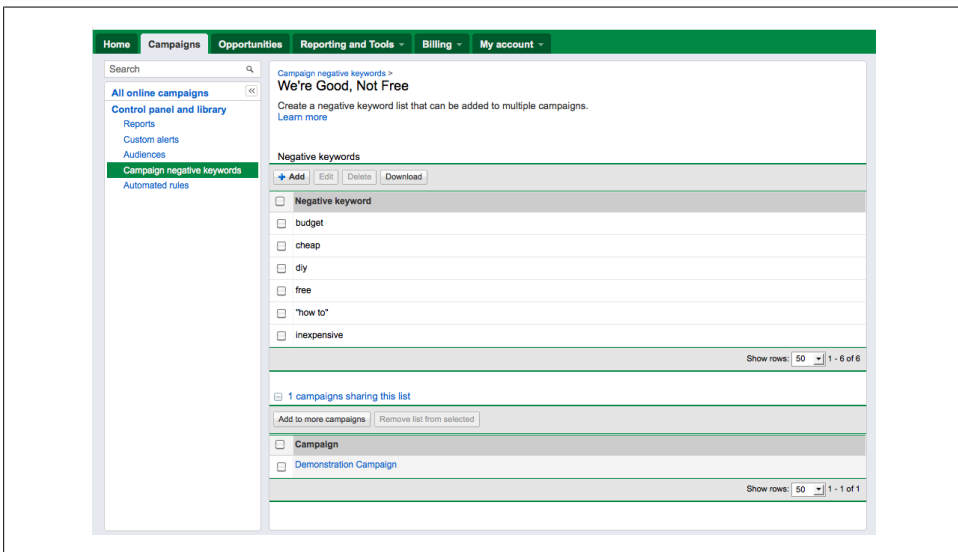 Home Campaigns Opportunities Reporting and Tools Billing My account
Search
All online campaigns
Control panel and library
Reports
Custom alerts
Audiences
Campaign negative keywords
Automated rules
Campaign negative keywords >
We're Good, Not Free
Create a negative keyword list that can be added to multiple campaigns.
Learn more
Negative keywords
+ Add Edit Delete Download
Negative keyword
budget
cheap
diy
free
"how to"
inexpensive
Show rows: 50 1 - 6 of 6
1 campaigns sharing this list
Add to more campaigns Remove list from selected
Campaign
Demonstration Campaign
Show rows: 50 1 - 1 of 1